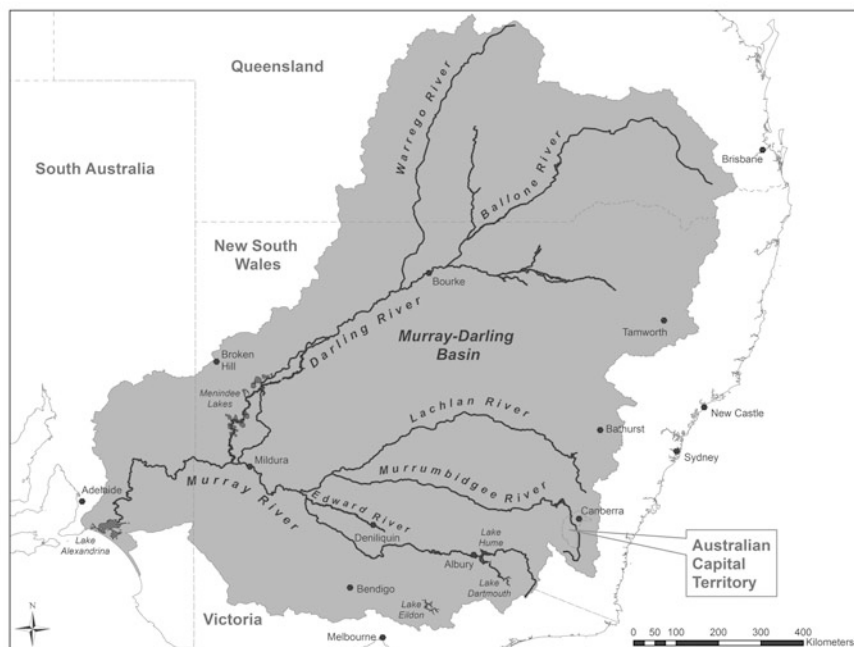 Queensland
Warrego River
Ballone River
Brisbane
South Australia
New South
Wales
Bourke
Darling River
Murray-Darling
Basin
Tamworth
Broken
Hill
Menindee
Lakes
Lachlan River
New Castle
Bathurst
Sydney
Mildura
Murray River
Murrumbidgee River
Adelaide
Edward River
Canberra
Lake
Alexandrina
Deniliquin
Lake
Hume
Albury
Australian
Capital
Territory
Lake
Dartmouth
Bendigo
Lake
Eildon
Victoria
N
Melbourne
0 50 100 200 300 400
Kilometers